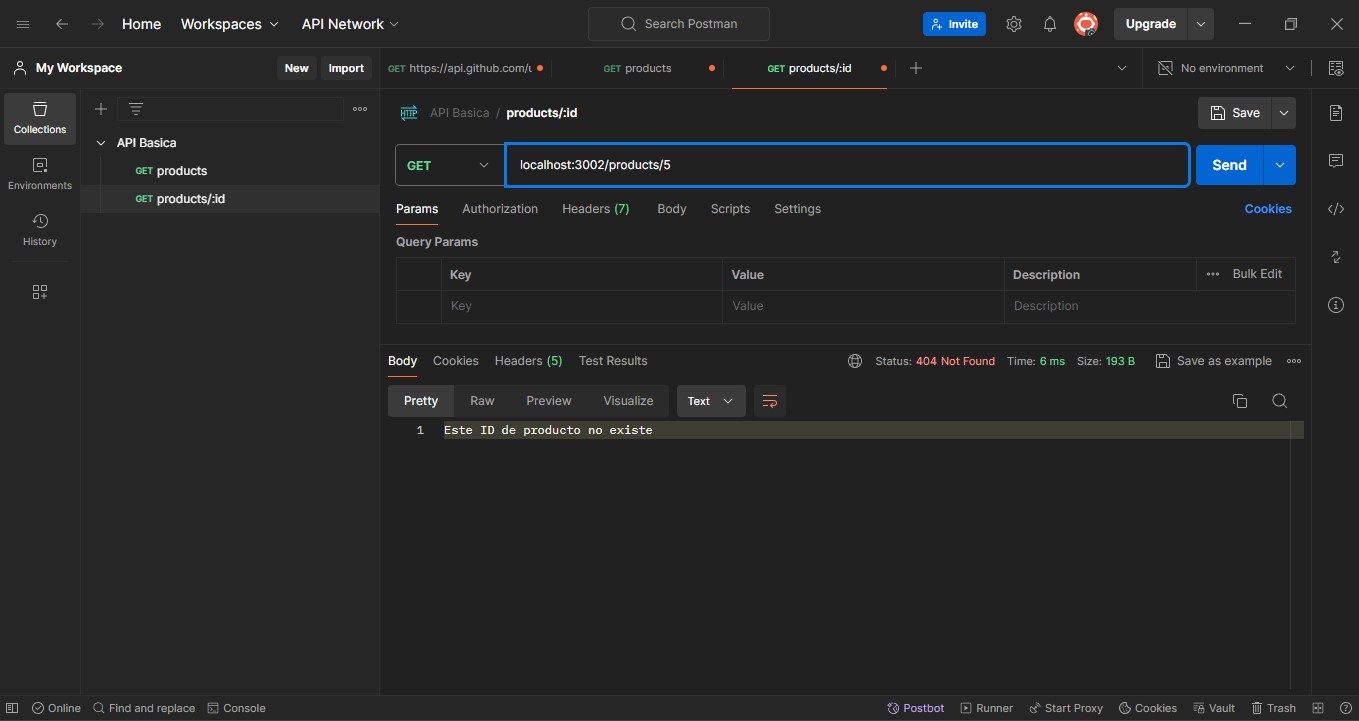 Home Workspaces API Network Search Postman Invite Upgrade
My Workspace New Import GET https://api.github.com/u GET products GET products/:id No environment
Collections
Environments
History
API Basica
GET products
GET products/:id
HTTP API Basica / products/:id Save
GET localhost:3002/products/5 Send
Params Authorization Headers (7) Body Scripts Settings Cookies
Query Params
Key Value Description Bulk Edit
Key Value Description
Body Cookies Headers (5) Test Results Status: 404 Not Found Time: 6 ms Size: 193 B Save as example
Pretty Raw Preview Visualize Text
1 Este ID de producto no existe
Online Find and replace Console Postbot Runner Start Proxy Cookies Vault Trash